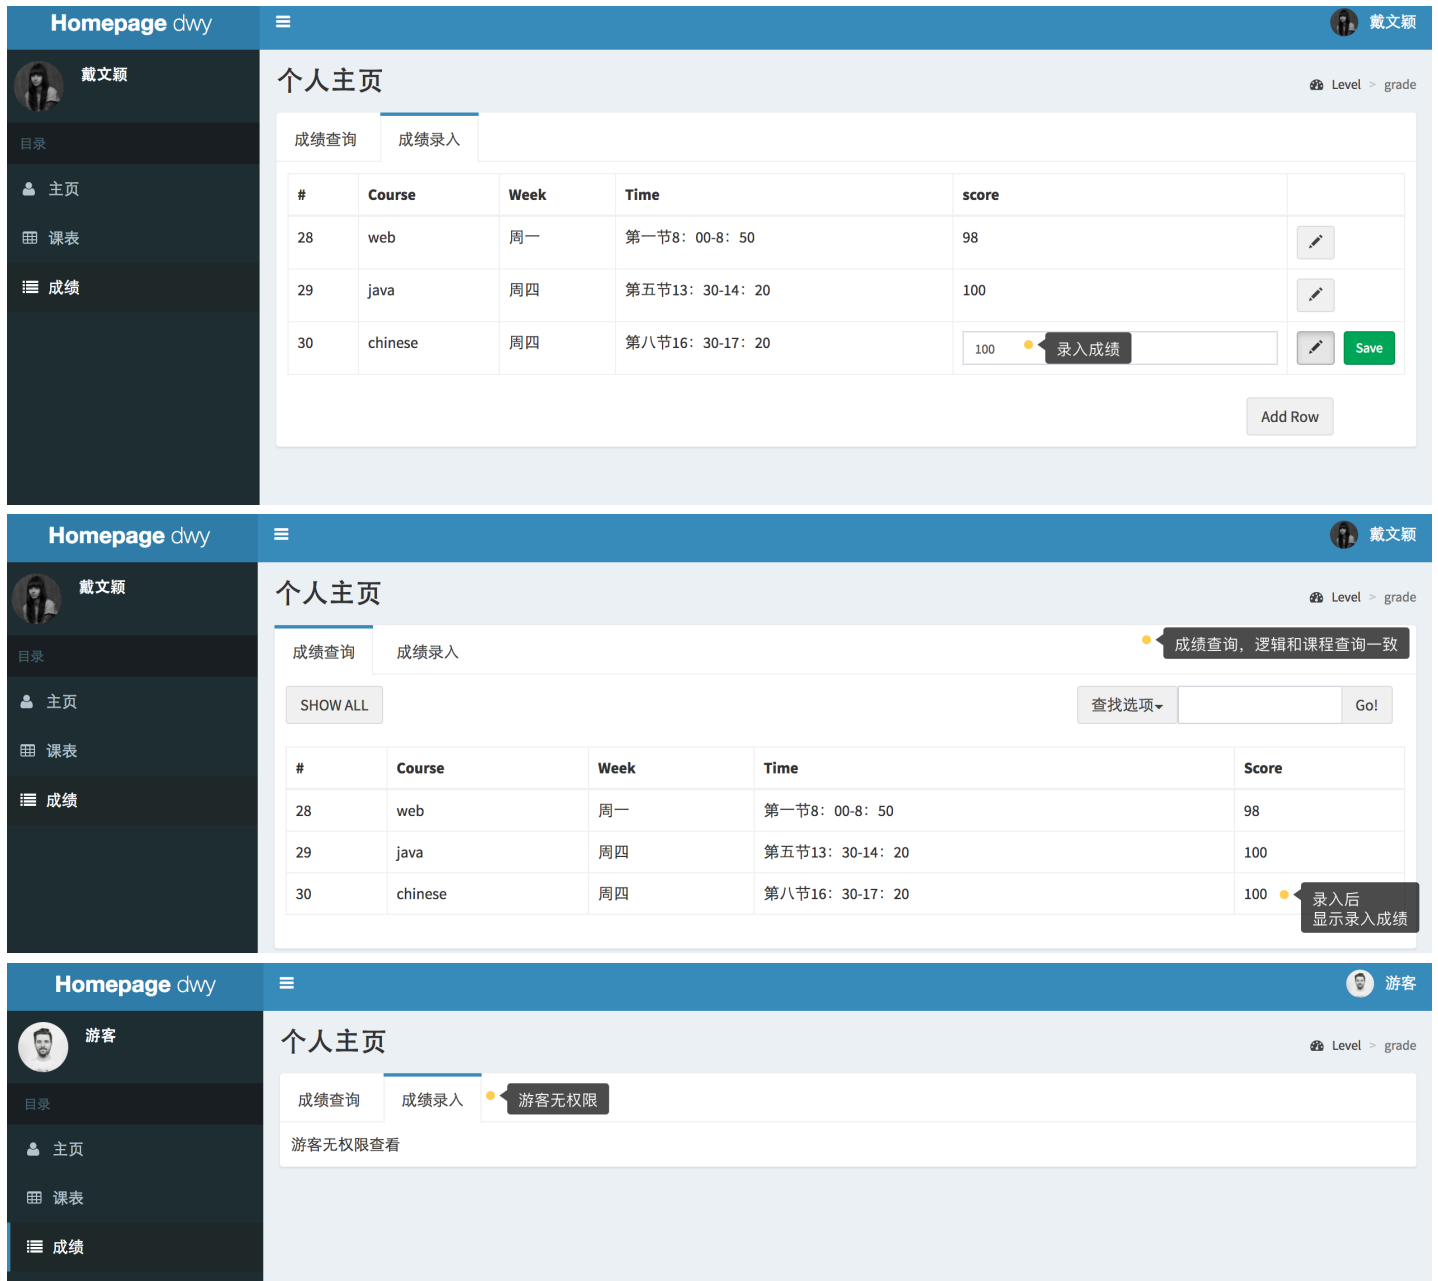 Homepage dwy
戴文颖
戴文颖
个人主页
Level > grade
目录
主页
课表
成绩
成绩查询 成绩录入
# Course Week Time score
28 web 周一 第一节8：00-8：50 98
29 java 周四 第五节13：30-14：20 100
30 chinese 周四 第八节16：30-17：20 100 录入成绩 Save
Add Row
Homepage dwy
戴文颖
戴文颖
个人主页
Level > grade
目录
主页
课表
成绩
成绩查询 成绩录入
成绩查询，逻辑和课程查询一致
SHOW ALL 查找选项 Go!
# Course Week Time Score
28 web 周一 第一节8：00-8：50 98
29 java 周四 第五节13：30-14：20 100
30 chinese 周四 第八节16：30-17：20 100
录入后
显示录入成绩
Homepage dwy
游客
游客
个人主页
Level > grade
目录
主页
课表
成绩
成绩查询 成绩录入 游客无权限
游客无权限查看